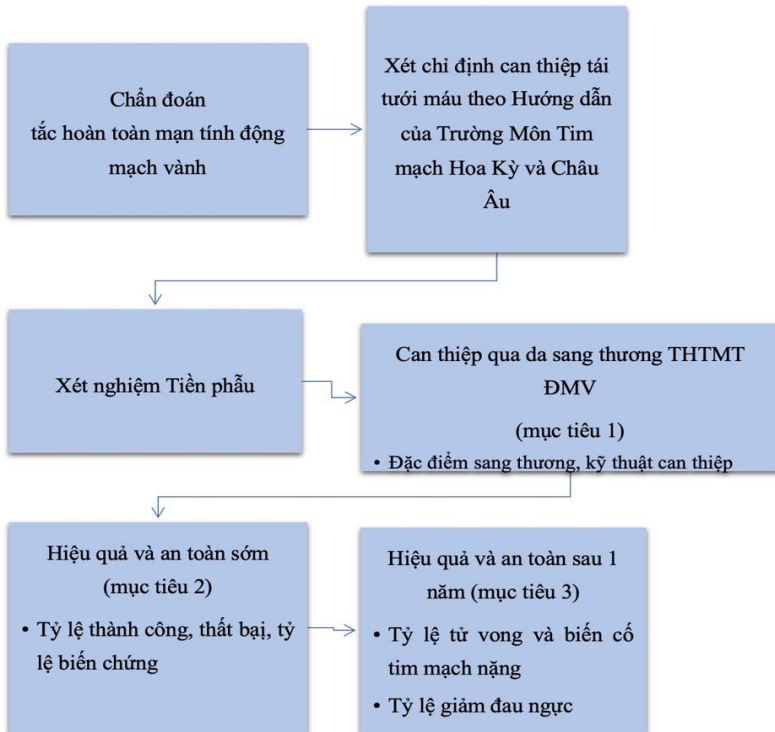 Chẩn đoán
tắc hoàn toàn mạn tính động
mạch vành
Xét chỉ định can thiệp tái
tưới máu theo Hướng dẫn
của Trường Môn Tim
mạch Hoa Kỳ và Châu
Âu
Xét nghiệm Tiền phẫu
Can thiệp qua da sang thương THTMT
ĐMV
(mục tiêu 1)
• Đặc điểm sang thương, kỹ thuật can thiệp
Hiệu quả và an toàn sớm
(mục tiêu 2)
• Tỷ lệ thành công, thất bại, tỷ
lệ biến chứng
Hiệu quả và an toàn sau 1
năm (mục tiêu 3)
• Tỷ lệ tử vong và biến cố
tim mạch nặng
• Tỷ lệ giảm đau ngực